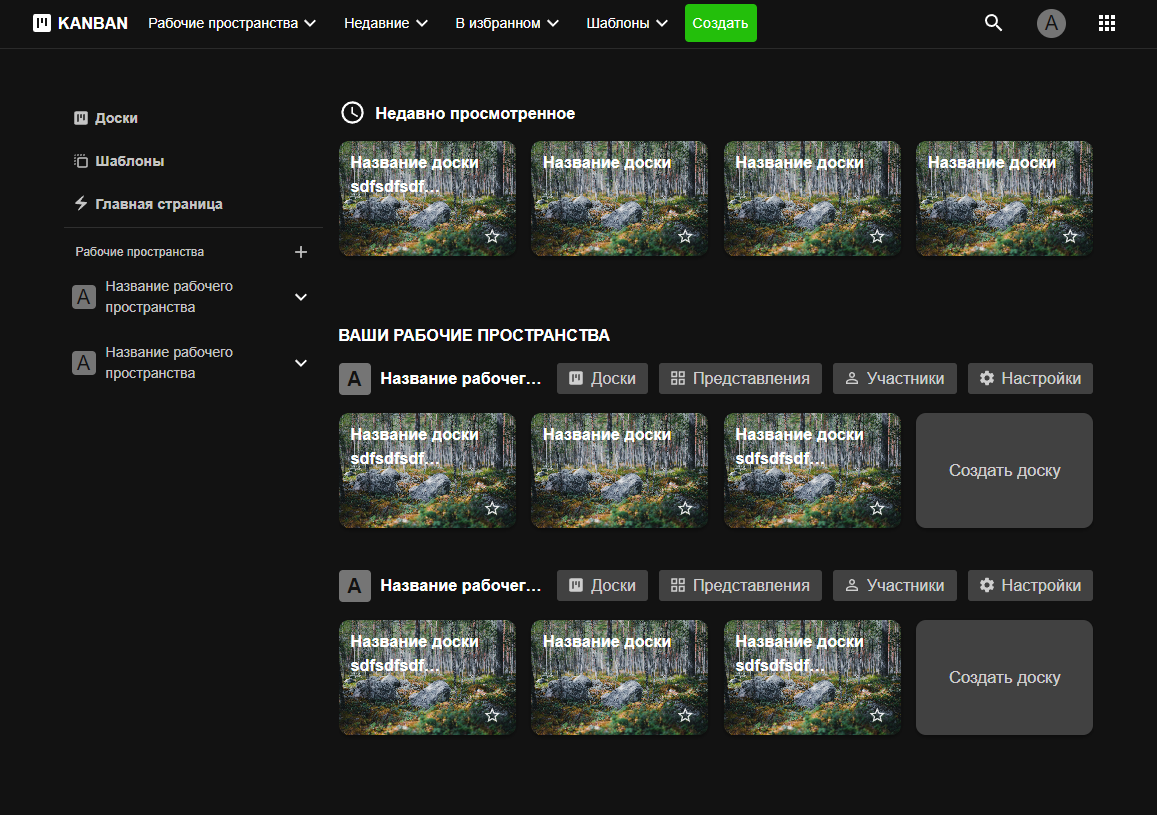 KANBAN Рабочие пространства Недавние В избранном Шаблоны Создать A
Доски
Шаблоны
Главная страница
Рабочие пространства
A Название рабочего
пространства
A Название рабочего
пространства
Недавно просмотренное
Название доски
sdfsdfsdf...
Название доски
Название доски
Название доски
ВАШИ РАБОЧИЕ ПРОСТРАНСТВА
A Название рабочег... Доски Представления Участники Настройки
Название доски
sdfsdfsdf...
Название доски
Название доски
sdfsdfsdf...
Создать доску
A Название рабочег... Доски Представления Участники Настройки
Название доски
sdfsdfsdf...
Название доски
Название доски
sdfsdfsdf...
Создать доску